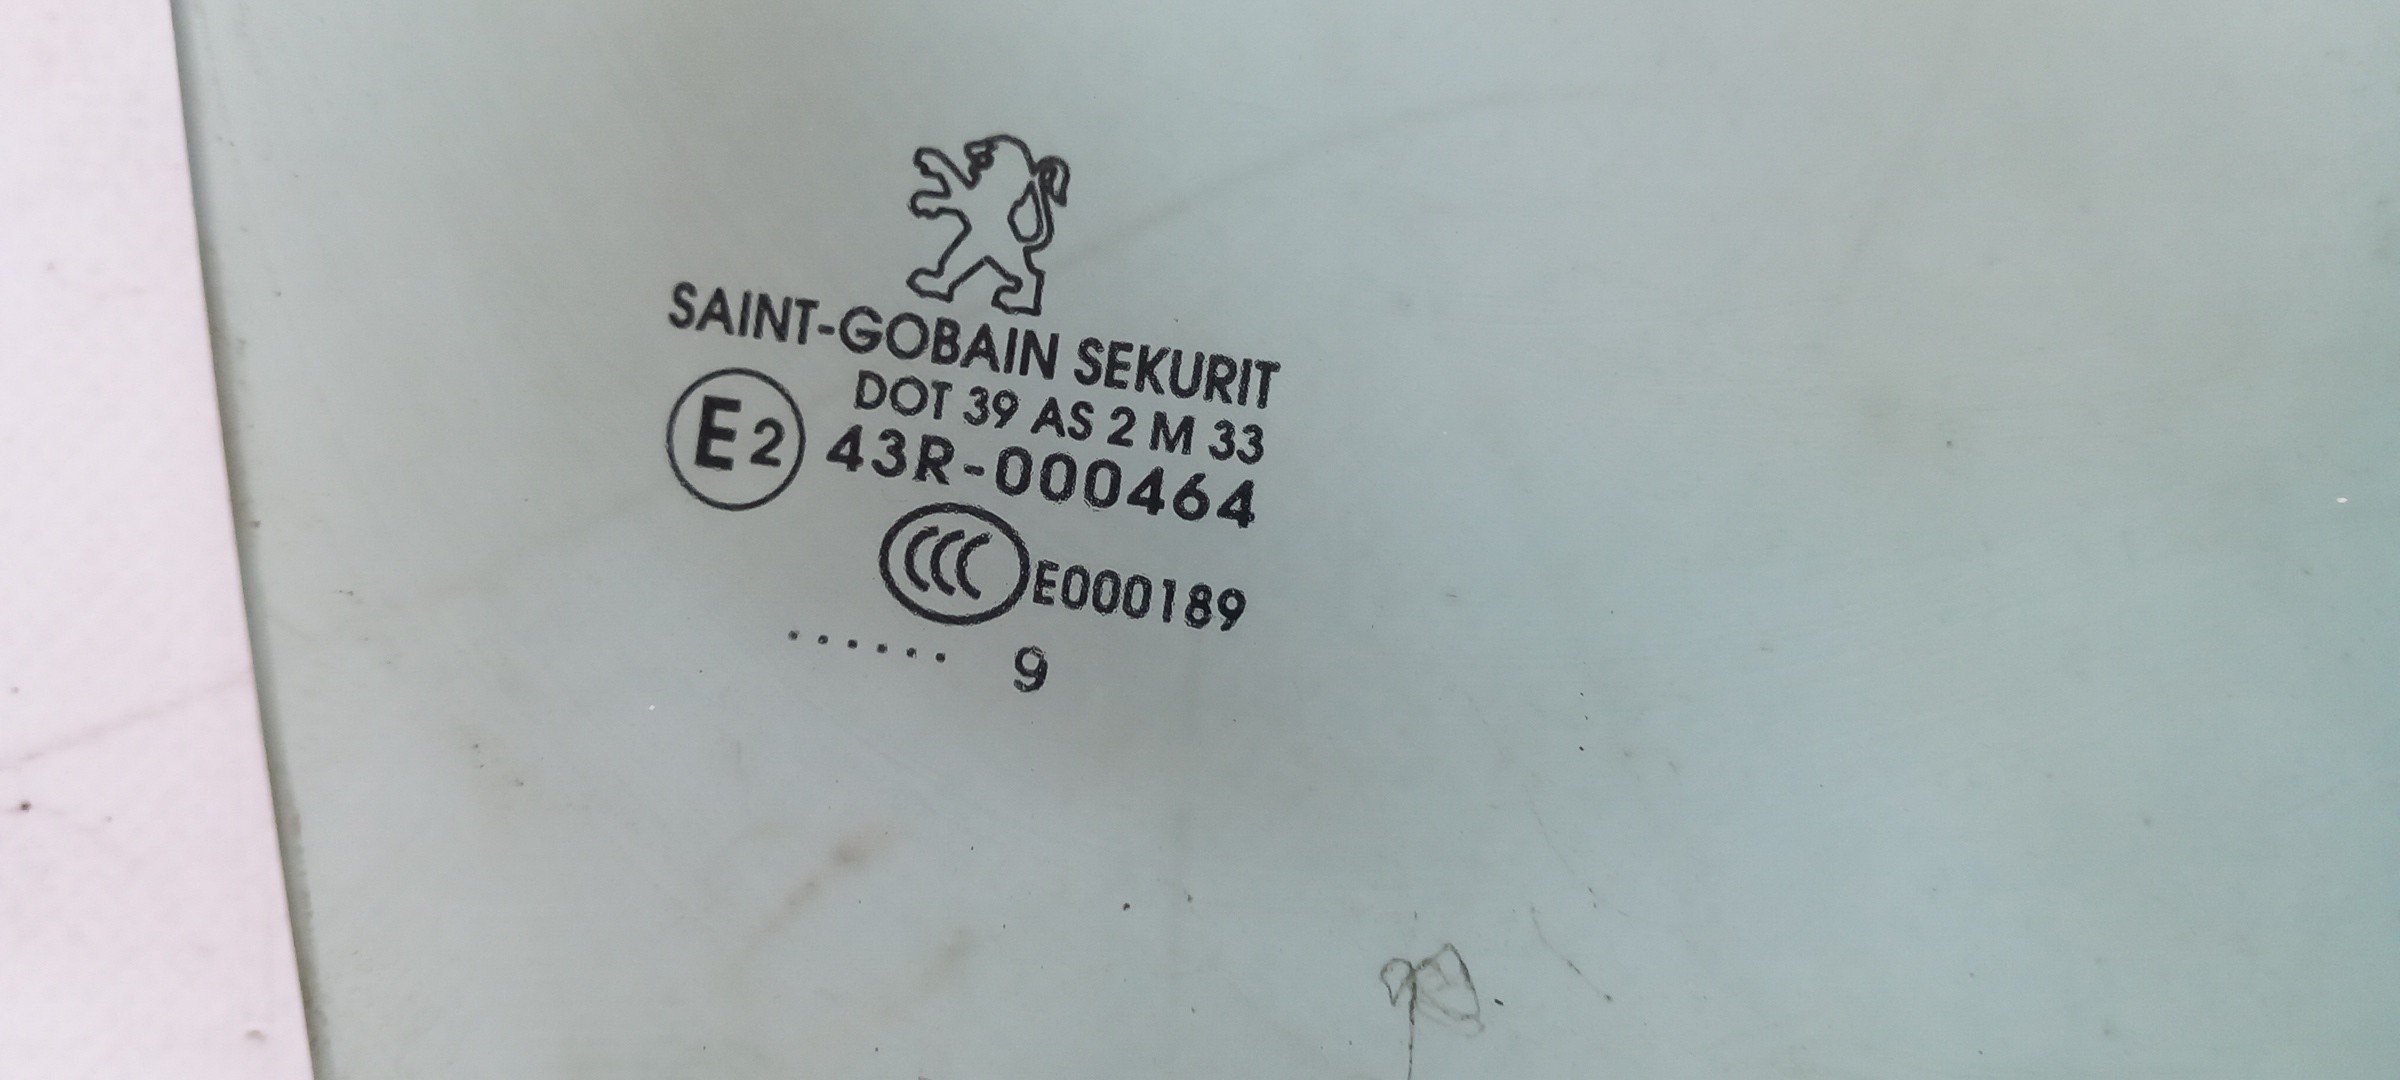 SAINT-GOBAIN SEKURIT
DOT 39 AS 2 M 33
E2 43R-000464
CCC E000189
...... 9